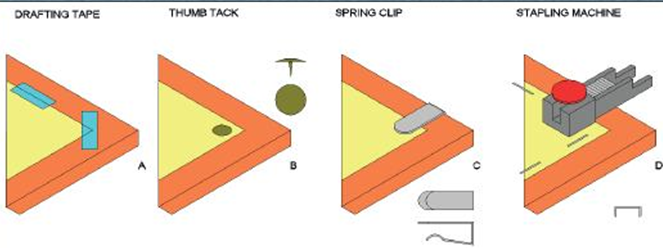 DRAFTING TAPE
THUMB TACK
SPRING CLIP
STAPLING MACHINE
A
B
C
D